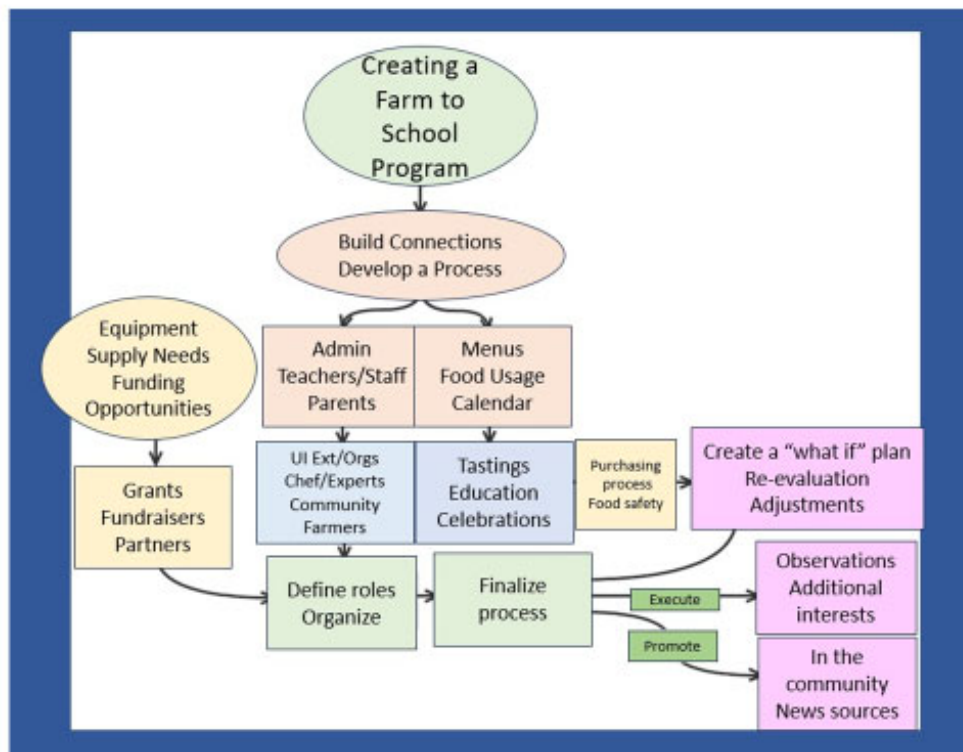 Creating a
Farm to
School
Program
Build Connections
Develop a Process
Equipment
Supply Needs
Funding
Opportunities
Admin
Teachers/Staff
Parents
Menus
Food Usage
Calendar
Grants
Fundraisers
Partners
UI Ext/Orgs
Chef/Experts
Community
Farmers
Tastings
Education
Celebrations
Purchasing
process
Food safety
Create a “what if” plan
Re-evaluation
Adjustments
Define roles
Organize
Finalize
process
Execute
Observations
Additional
interests
Promote
In the
community
News sources